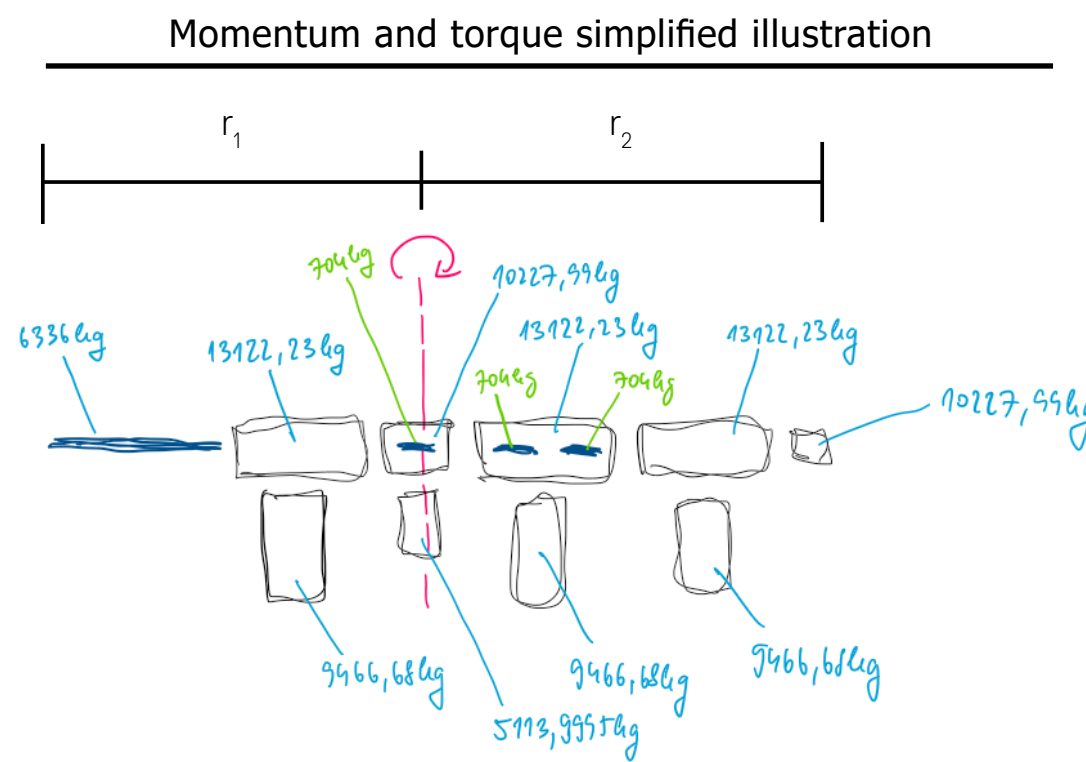 Momentum and torque simplified illustration
r1
r2
704kg
10227,99kg
6336kg
13122,23kg
13122,23kg
13122,23kg
704kg
704kg
10227,99kg
9466,68kg
9466,68kg
9466,68kg
5113,9995kg